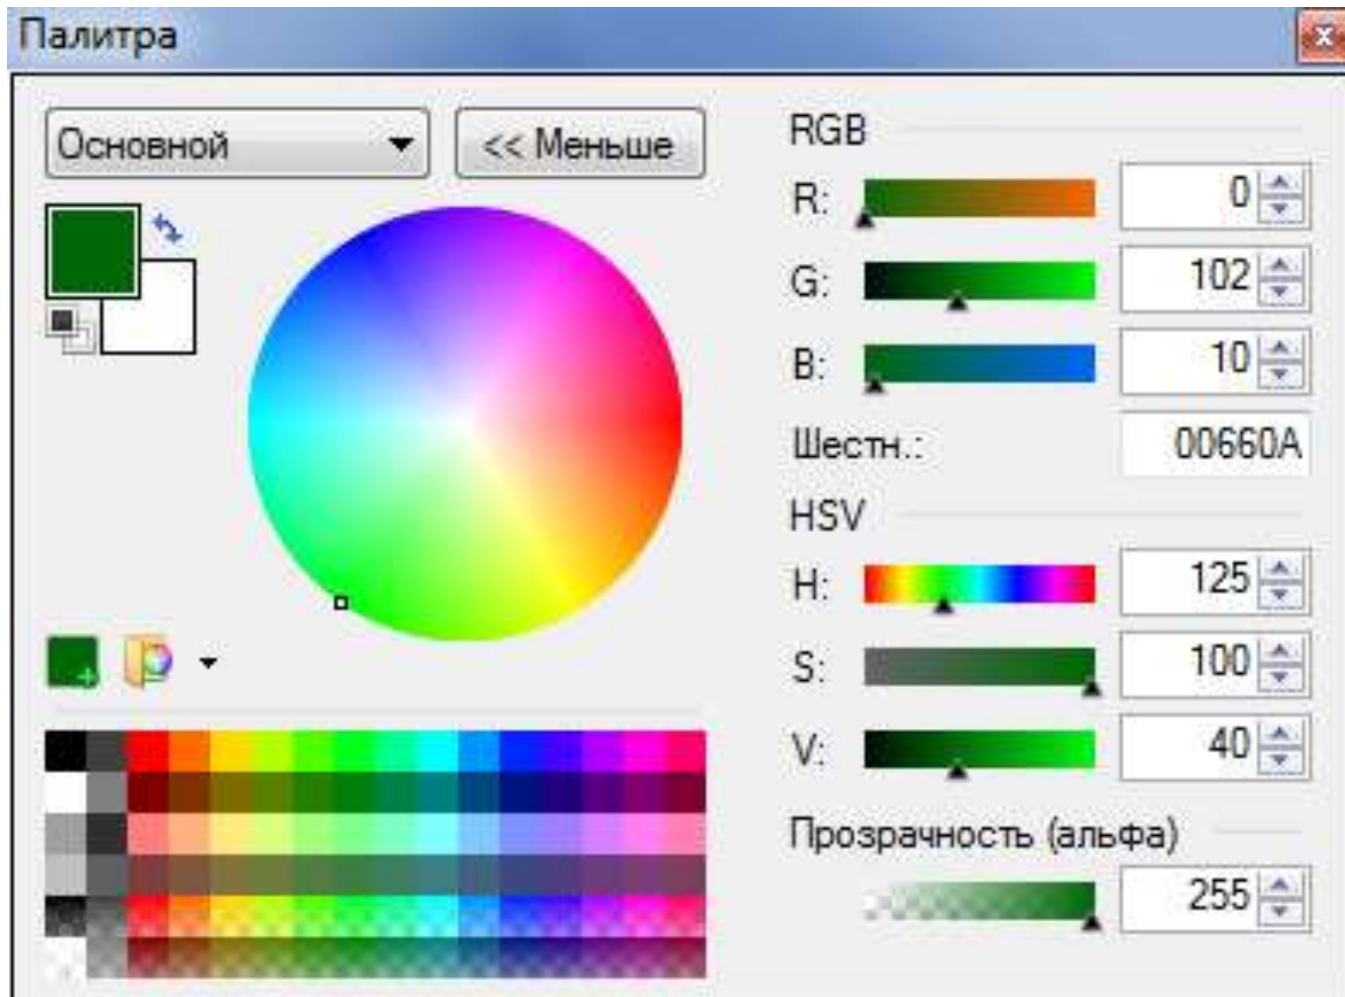 Палитра
Основной
<< Меньше
RGB
R: 0
G: 102
B: 10
Шестн.: 00660A
HSV
H: 125
S: 100
V: 40
Прозрачность (альфа)
255